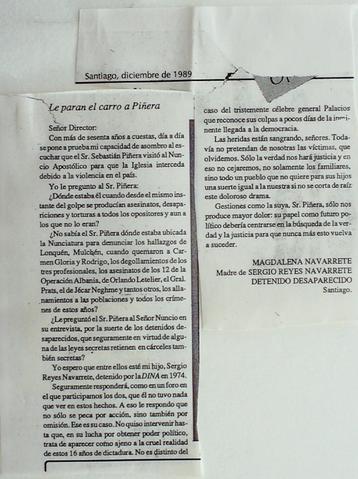 Santiago, diciembre de 1989
Le paran el carro a Piñera
Señor Director:
Con más de sesenta años a cuestas, día a día
se pone a prueba mi capacidad de asombro al es-
cuchar que el Sr. Sebastián Piñera visitó al Nun-
cio Apostólico para que la Iglesia interceda
debido a la violencia en el país.
Yo le pregunto al Sr. Piñera:
¿Dónde estaba él cuando desde el mismo instan-
te del golpe se producían asesinatos, desapa-
riciones y torturas a todos los opositores y aun a
los que no lo eran?
¿No sabía el Sr. Piñera dónde estaba ubicada
la Nunciatura para denunciar los hallazgos de
Lonquén, Mulchén, cuando quemaron a Car-
men Gloria y Rodrigo, los degollamientos de los
tres profesionales, los asesinatos de los 12 de la
Operación Albania, de Orlando Letelier, el Gral.
Prats, el de Jécar Neghme y tantos otros, los alla-
namientos a las poblaciones y todos los críme-
nes de estos años?
¿Le preguntó el Sr. Piñera al Señor Nuncio en
su entrevista, por la suerte de los detenidos de-
saparecidos, que seguramente en virtud de algu-
na de las leyes secretas retienen en cárceles tam-
bién secretas?
Yo espero que entre ellos esté mi hijo, Sergio
Reyes Navarrete, detenido por la DINA en 1974.
Seguramente responderá, como en un foro en
el que participamos los dos, que él no tuvo nada
que ver en estos hechos. A eso le respondo que
no sólo se peca por acción, sino también por
omisión. Ese es su caso. No quiso intervenir has-
ta que, en su lucha por obtener poder político,
trata de aparecer como ajeno a la cruel realidad
de estos 16 años de dictadura. No es distinto del
caso del tristemente célebre general Palacios
que reconoce sus culpas a pocos días de la inmi-
nente llegada a la democracia.
Las heridas están sangrando, señores. Toda-
vía no pretendan de nosotras las víctimas, que
olvidemos. Sólo la verdad nos hará justicia y en
eso no cejaremos, no solamente los familiares,
sino todo un pueblo que no quiere para sus hijos
una suerte igual a la nuestra si no se corta de raíz
este doloroso drama.
Gestiones como la suya, Sr. Piñera, sólo nos
produce mayor dolor: su papel como futuro polí-
tico debería centrarse en la búsqueda de la ver-
dad y la justicia para que nunca más esto vuelva
a suceder.
MAGDALENA NAVARRETE
Madre de SERGIO REYES NAVARRETE
DETENIDO DESAPARECIDO
Santiago.